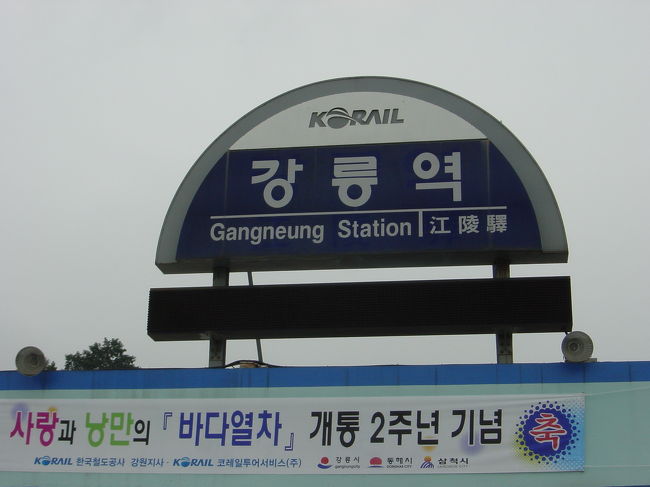 KORAIL
강릉역
Gangneung Station 江陵驛
사랑과 낭만의 『바다열차』 개통 2주년 기념 축
KORAIL 한국철도공사 강원지사 · KORAIL 코레일투어서비스(주) 강릉시 동해시 DONGHAE CITY 삼척시